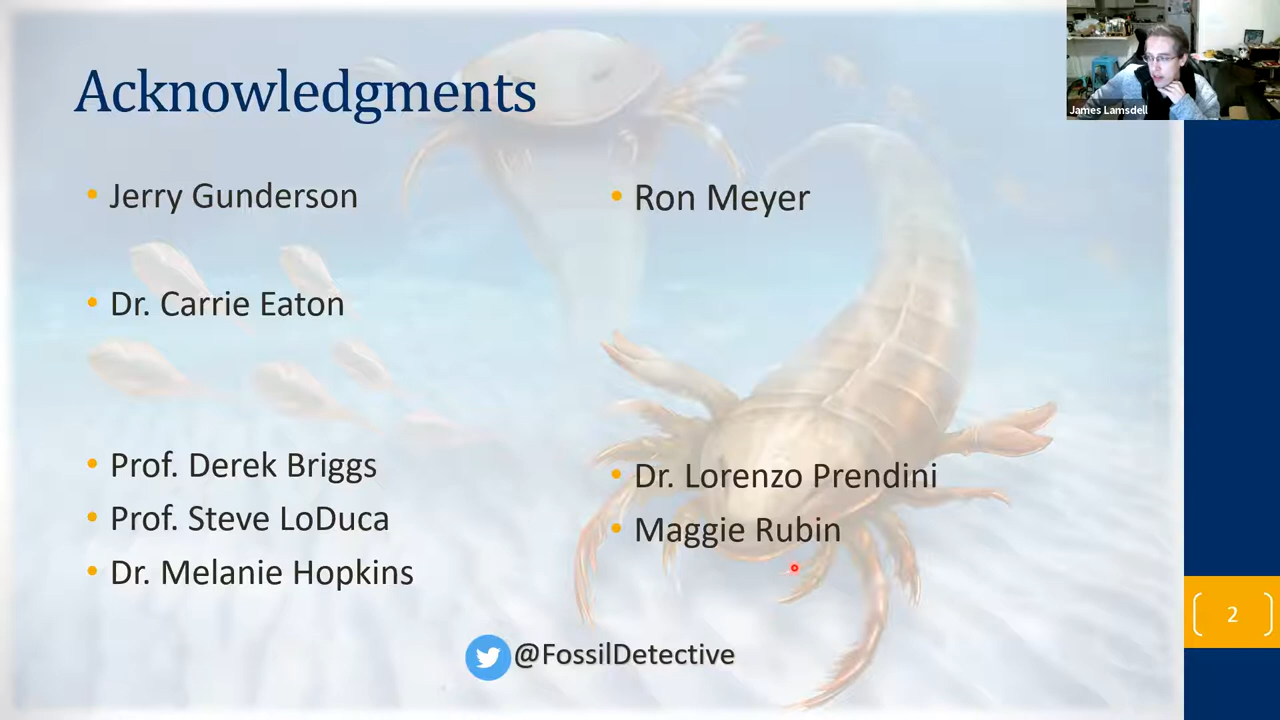 James Lamsdell
Acknowledgments
• Jerry Gunderson
• Ron Meyer
• Dr. Carrie Eaton
• Prof. Derek Briggs
• Prof. Steve LoDuca
• Dr. Melanie Hopkins
• Dr. Lorenzo Prendini
• Maggie Rubin
2
@FossilDetective